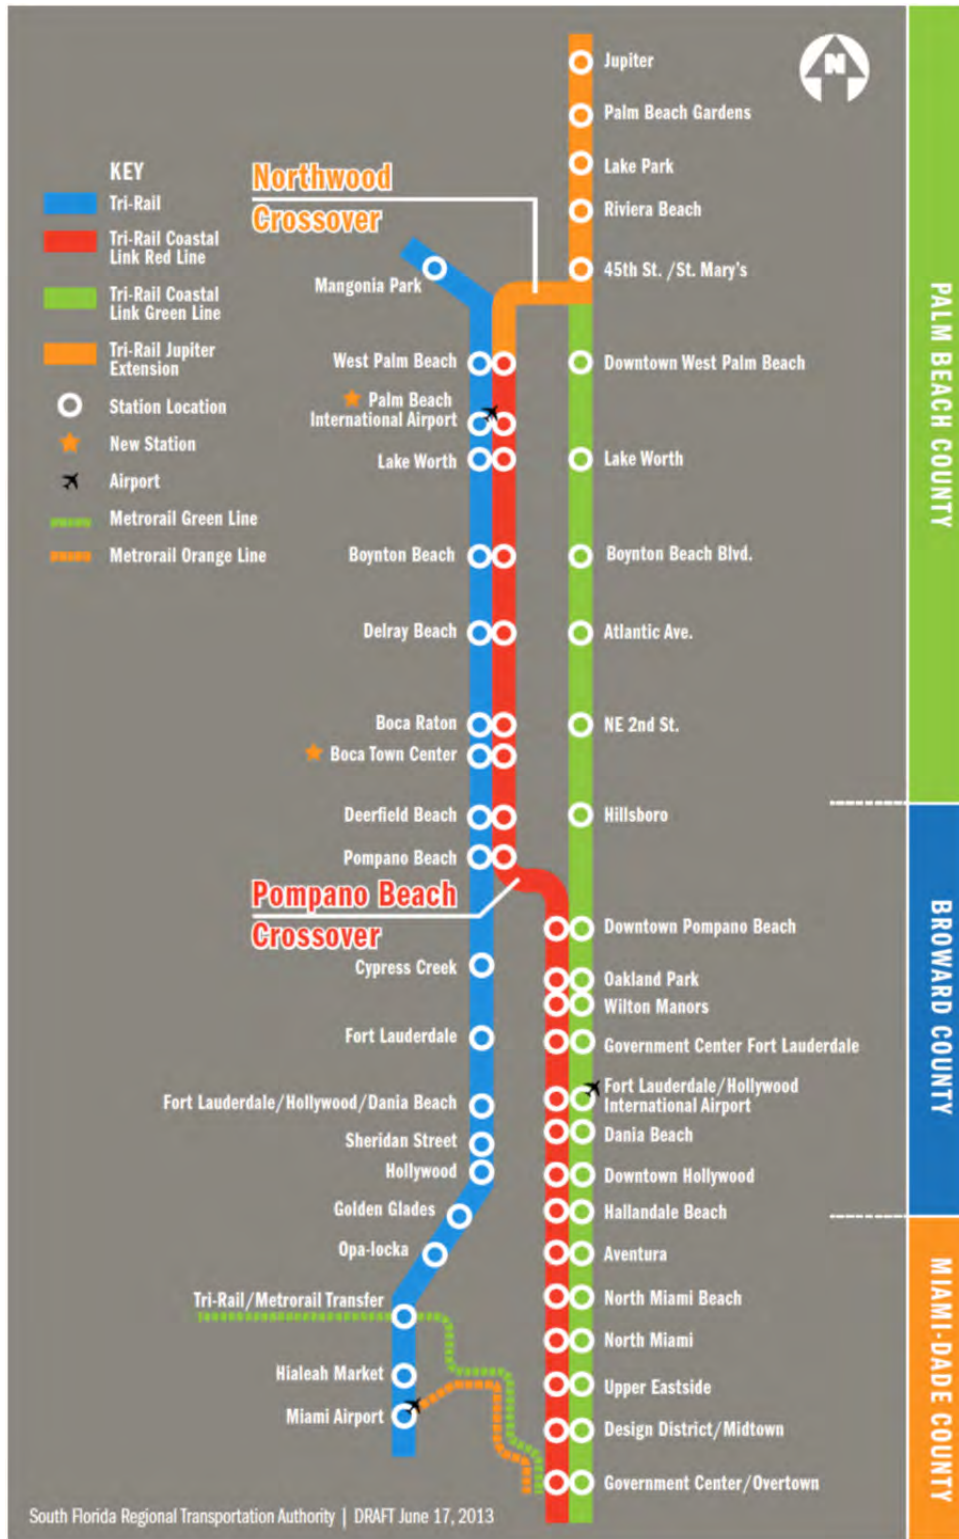 N
KEY
Tri-Rail
Tri-Rail Coastal
Link Red Line
Tri-Rail Coastal
Link Green Line
Tri-Rail Jupiter
Extension
Station Location
New Station
Airport
Metrorail Green Line
Metrorail Orange Line
Northwood
Crossover
Mangonia Park
West Palm Beach
Palm Beach
International Airport
Lake Worth
Boynton Beach
Delray Beach
Boca Raton
Boca Town Center
Deerfield Beach
Pompano Beach
Pompano Beach
Crossover
Cypress Creek
Fort Lauderdale
Fort Lauderdale/Hollywood/Dania Beach
Sheridan Street
Hollywood
Golden Glades
Opa-locka
Tri-Rail/Metrorail Transfer
Hialeah Market
Miami Airport
Jupiter
Palm Beach Gardens
Lake Park
Riviera Beach
45th St. /St. Mary's
Downtown West Palm Beach
Lake Worth
Boynton Beach Blvd.
Atlantic Ave.
NE 2nd St.
Hillsboro
Downtown Pompano Beach
Oakland Park
Wilton Manors
Government Center Fort Lauderdale
Fort Lauderdale/Hollywood
International Airport
Dania Beach
Downtown Hollywood
Hallandale Beach
Aventura
North Miami Beach
North Miami
Upper Eastside
Design District/Midtown
Government Center/Overtown
PALM BEACH COUNTY
BROWARD COUNTY
MIAMI-DADE COUNTY
South Florida Regional Transportation Authority | DRAFT June 17, 2013